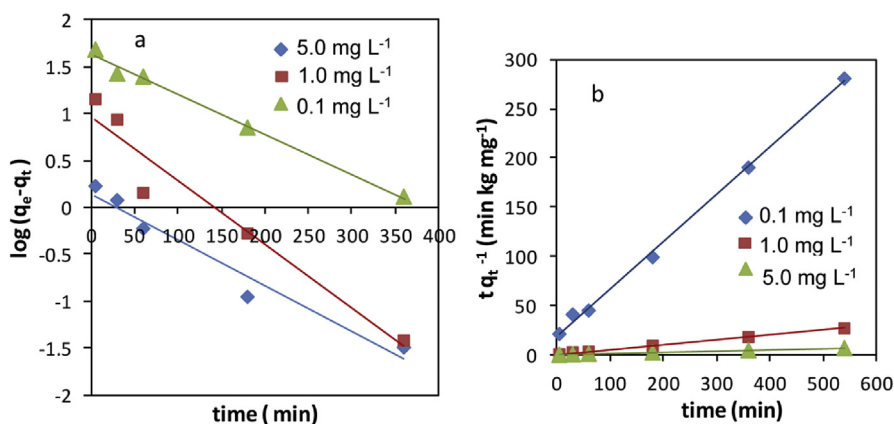 a
5.0 mg L⁻¹
1.0 mg L⁻¹
0.1 mg L⁻¹
2
1.5
1
0.5
0
-0.5
-1
-1.5
-2
0 50 100 150 200 250 300 350 400
log (qₑ-qₜ)
time ( min)
b
0.1 mg L⁻¹
1.0 mg L⁻¹
5.0 mg L⁻¹
300
250
200
150
100
50
0
0 100 200 300 400 500 600
t qₜ ⁻¹ (min kg mg⁻¹)
time (min)